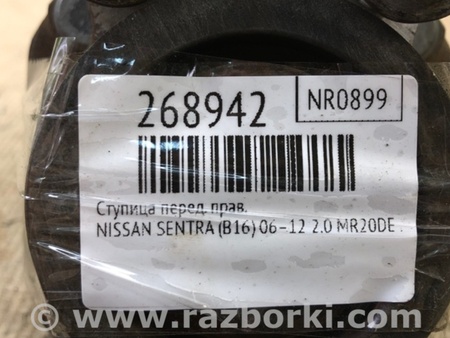 268942
NR0899
Ступица перед. прав.
NISSAN SENTRA (B16) 06-12 2.0 MR20DE
www.razborki.com